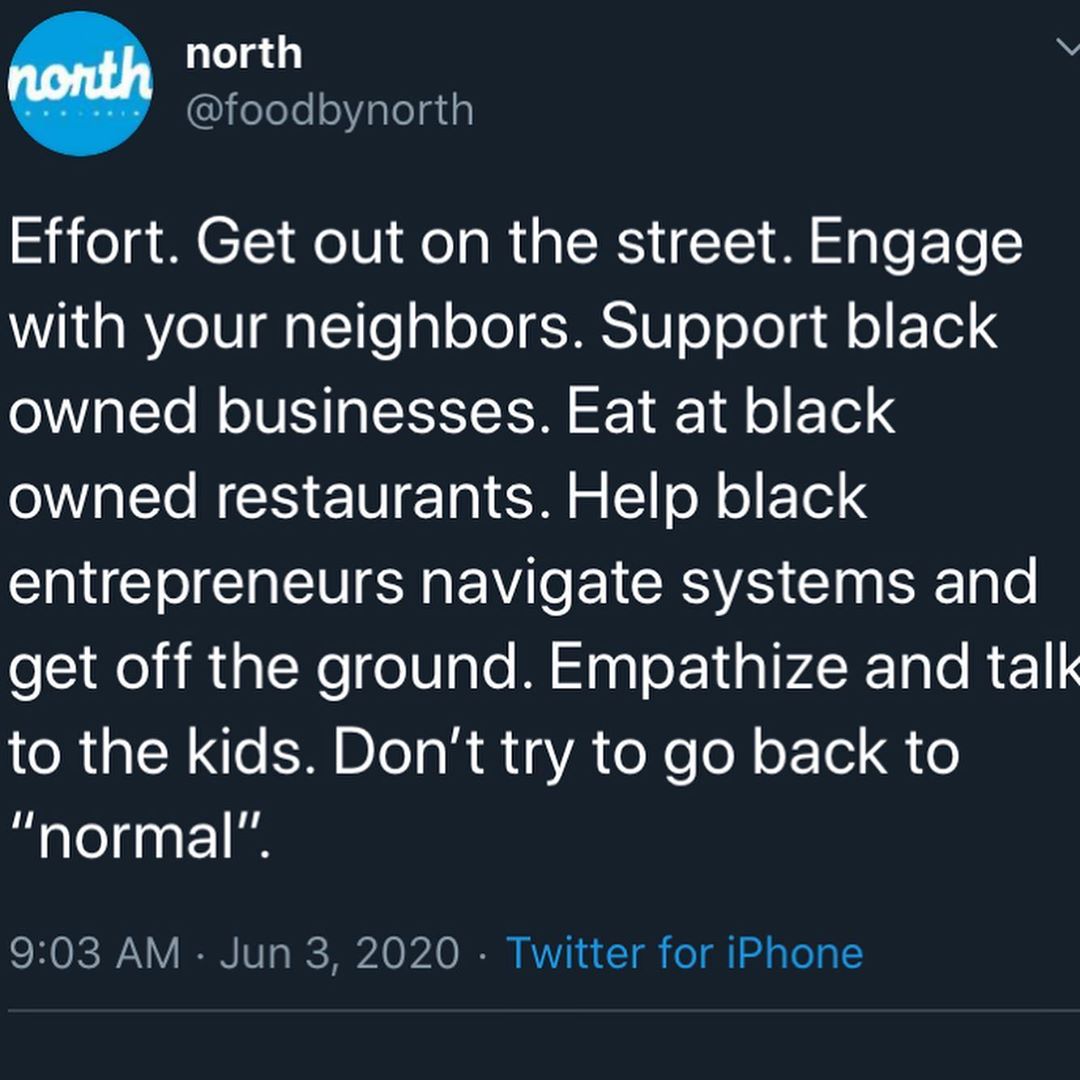 north
north
@foodbynorth
Effort. Get out on the street. Engage
with your neighbors. Support black
owned businesses. Eat at black
owned restaurants. Help black
entrepreneurs navigate systems and
get off the ground. Empathize and talk
to the kids. Don’t try to go back to
“normal”.
9:03 AM · Jun 3, 2020 · Twitter for iPhone